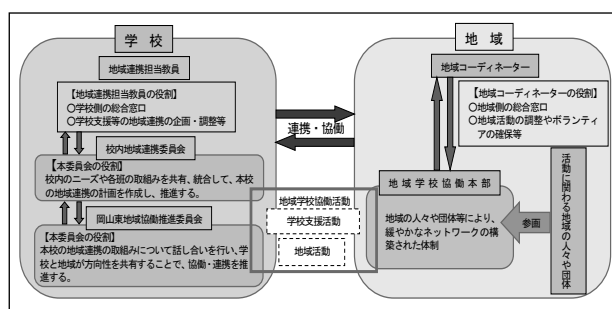 学校
地域連携担当教員
【地域連携担当教員の役割】
○学校側の総合窓口
○学校支援等の地域連携の企画・調整等
校内地域連携委員会
【本委員会の役割】
校内のニーズや各班の取組みを共有、統合して、本校
の地域連携の計画を作成し、推進する。
岡山東地域協働推進委員会
【本委員会の役割】
本校の地域連携の取組みについて話し合いを行い、学
校と地域が方向性を共有することで、協働・連携を推
進する。
連携・協働
地域学校協働活動
学校支援活動
地域活動
地域
地域コーディネーター
【地域コーディネーターの役割】
○地域側の総合窓口
○地域活動の調整やボランティ
アの確保等
地域学校協働本部
地域の人々や団体等により、
緩やかなネットワークの構
築された体制
参画
活動に関わる地域の人々や団体